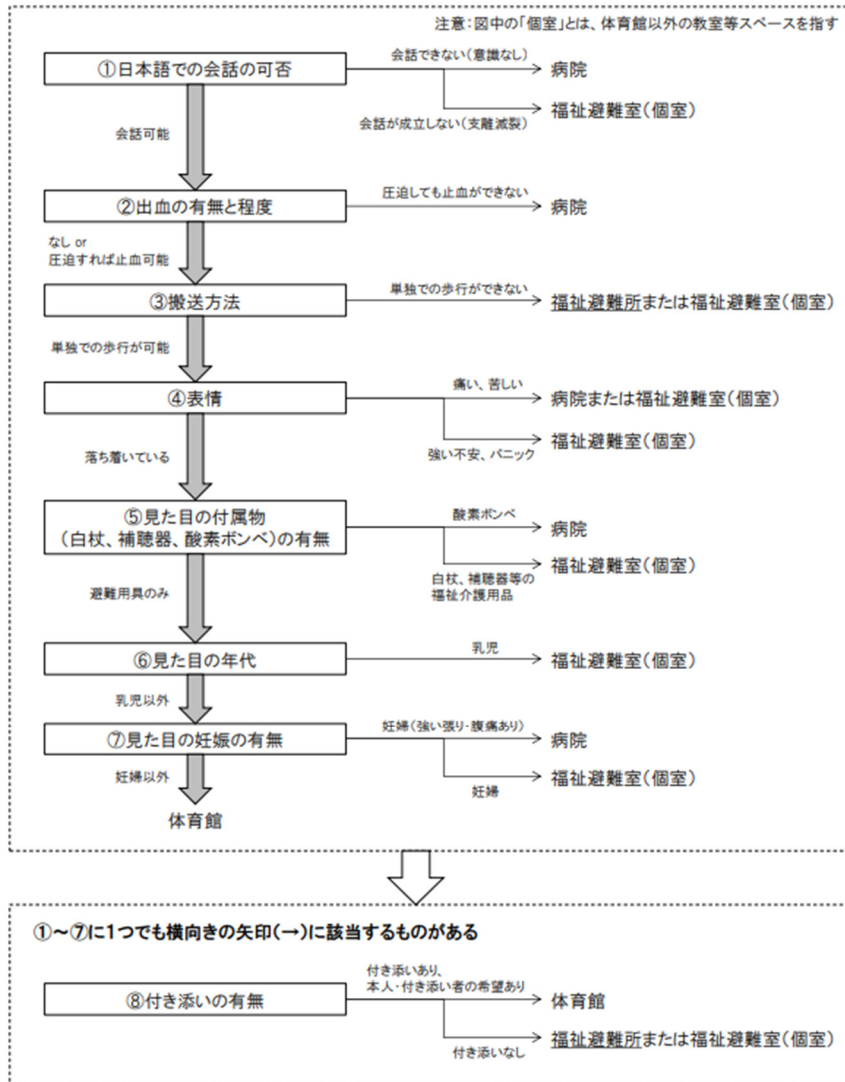 注意：図中の「個室」とは、体育館以外の教室等スペースを指す
①日本語での会話の可否
会話できない（意識なし）
病院
福祉避難室（個室）
会話が成立しない（支離滅裂）
会話可能
②出血の有無と程度
圧迫しても止血ができない
病院
なし or
圧迫すれば止血可能
③搬送方法
単独での歩行ができない
福祉避難所または福祉避難室（個室）
単独での歩行が可能
④表情
痛い、苦しい
病院または福祉避難室（個室）
福祉避難室（個室）
強い不安、パニック
落ち着いている
⑤見た目の付属物
（白杖、補聴器、酸素ボンベ）の有無
酸素ボンベ
病院
福祉避難室（個室）
白杖、補聴器等の
福祉介護用品
避難用具のみ
⑥見た目の年代
乳児
福祉避難室（個室）
乳児以外
⑦見た目の妊娠の有無
妊婦（強い張り・腹痛あり）
病院
福祉避難室（個室）
妊婦
妊婦以外
体育館
①～⑦に1つでも横向きの矢印（→）に該当するものがある
⑧付き添いの有無
付き添いあり、
本人・付き添い者の希望あり
体育館
福祉避難所または福祉避難室（個室）
付き添いなし